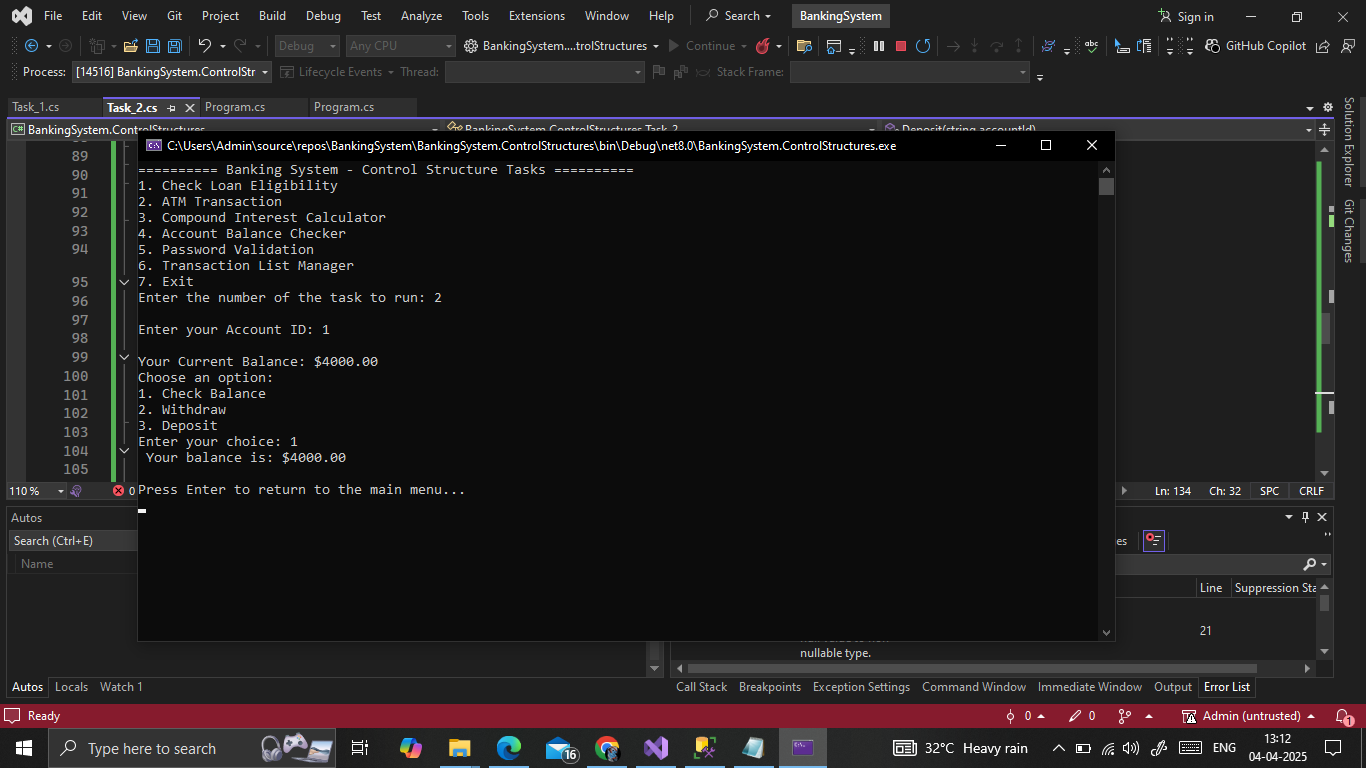 File Edit View Git Project Build Debug Test Analyze Tools Extensions Window Help Search BankingSystem Sign in
Debug Any CPU BankingSystem....trolStructures Continue GitHub Copilot
Process: [14516] BankingSystem.ControlStr Lifecycle Events Thread: Stack Frame:
Task_1.cs Task_2.cs Program.cs Program.cs
C# BankingSystem.ControlStructures BankingSystem.ControlStructures.Task_2 Deposit(string accountId)
C:\Users\Admin\source\repos\BankingSystem\BankingSystem.ControlStructures\bin\Debug\net8.0\BankingSystem.ControlStructures.exe
========== Banking System - Control Structure Tasks ==========
1. Check Loan Eligibility
2. ATM Transaction
3. Compound Interest Calculator
4. Account Balance Checker
5. Password Validation
6. Transaction List Manager
7. Exit
Enter the number of the task to run: 2
Enter your Account ID: 1
Your Current Balance: $4000.00
Choose an option:
1. Check Balance
2. Withdraw
3. Deposit
Enter your choice: 1
Your balance is: $4000.00
Press Enter to return to the main menu...
89
90
91
92
93
94
95
96
97
98
99
100
101
102
103
104
105
Solution Explorer
Git Changes
110 % 0 Ln: 134 Ch: 32 SPC CRLF
Autos
Search (Ctrl+E)
Name
Line Suppression Sta
21
nullable type.
Autos Locals Watch 1
Call Stack Breakpoints Exception Settings Command Window Immediate Window Output Error List
Ready 0 0 Admin (untrusted) 1
Type here to search 16 32°C Heavy rain ENG 13:12
04-04-2025